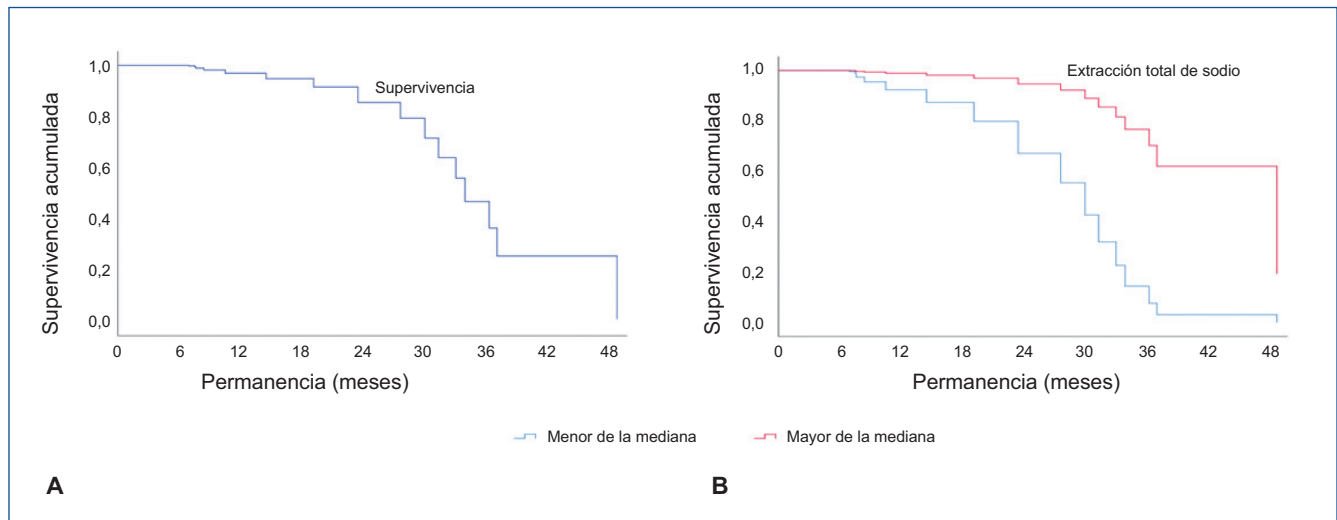 Supervivencia acumulada
1,0
0,8
0,6
0,4
0,2
0,0
Supervivencia
0 6 12 18 24 30 36 42 48
Permanencia (meses)
A
Supervivencia acumulada
1,0
0,8
0,6
0,4
0,2
0,0
Extracción total de sodio
0 6 12 18 24 30 36 42 48
Permanencia (meses)
Menor de la mediana Mayor de la mediana
B